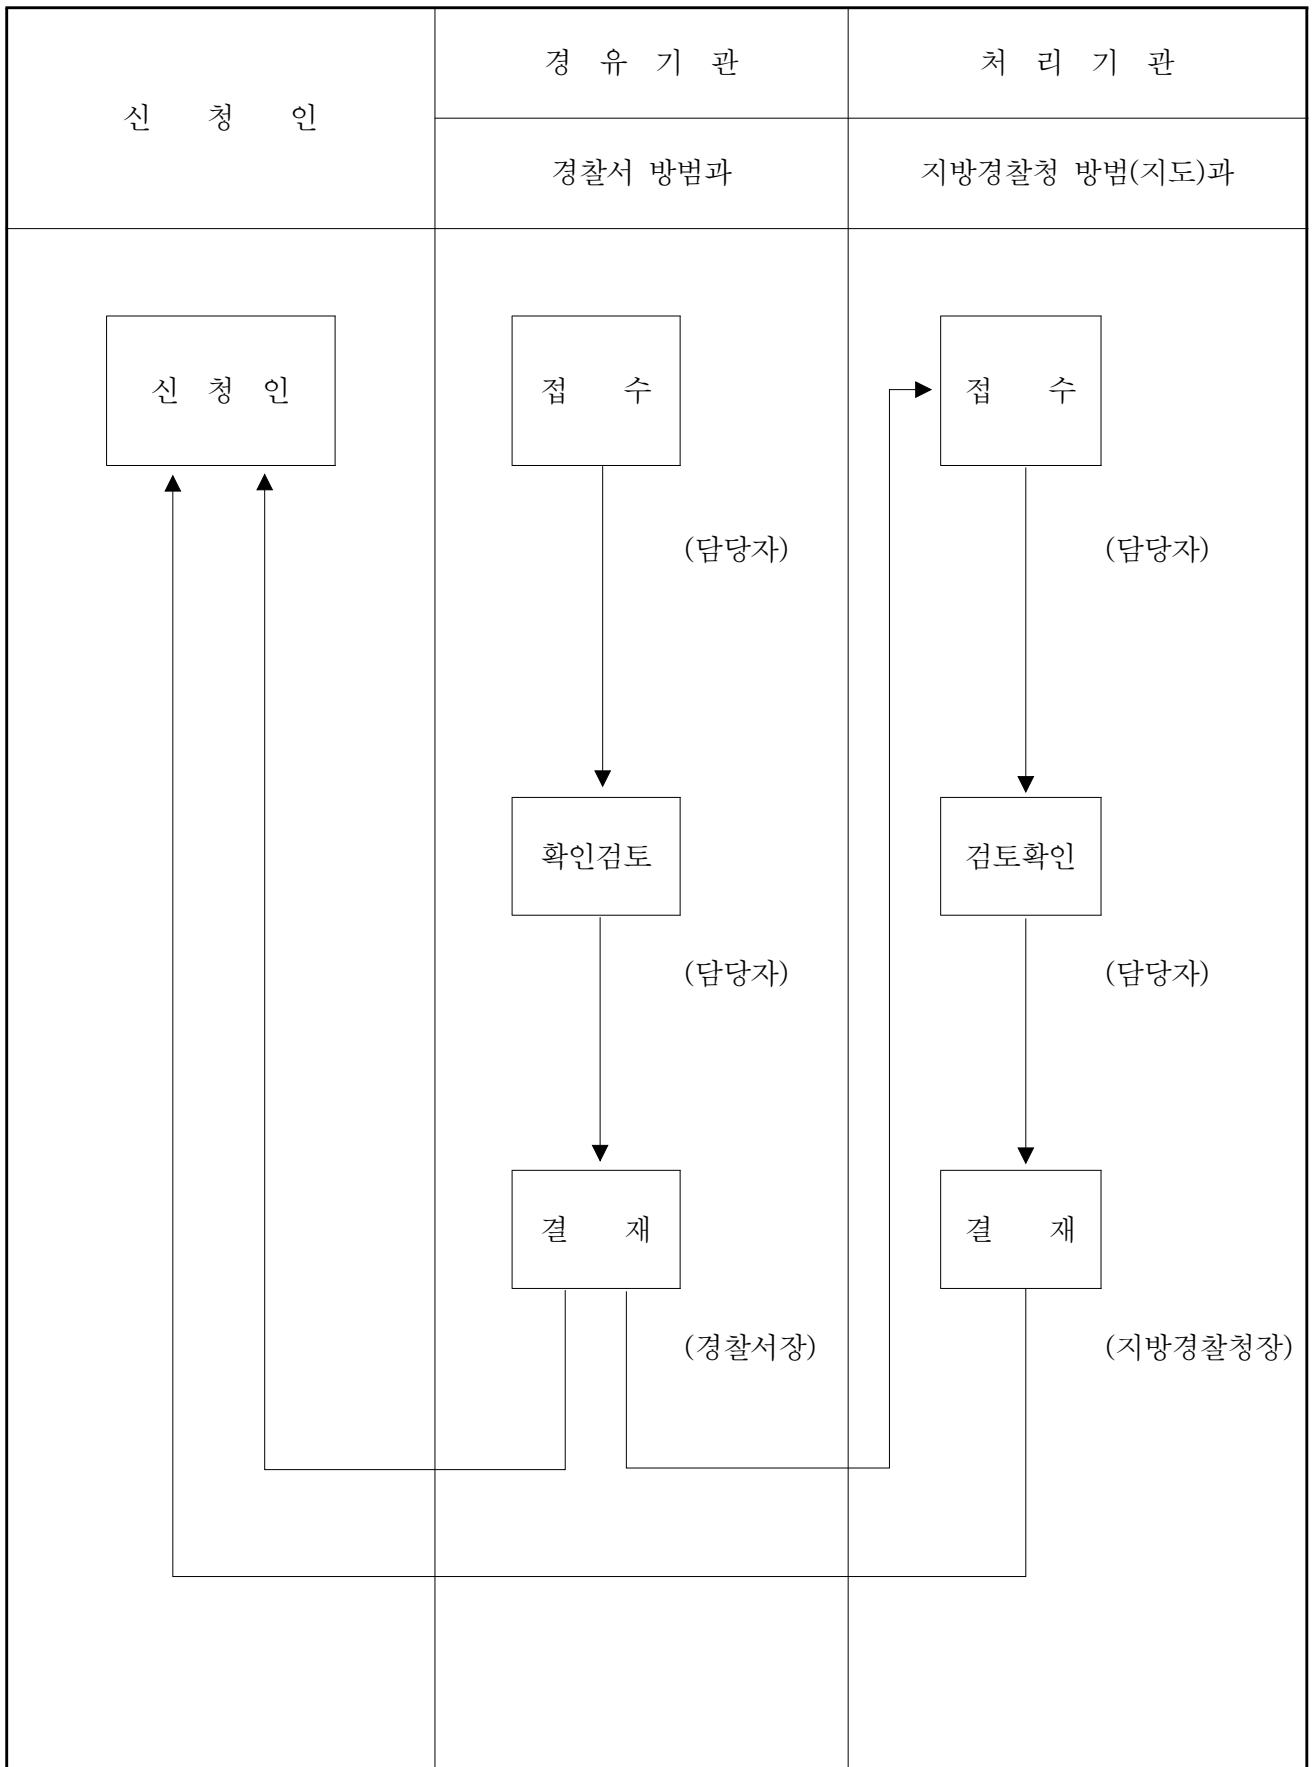 신 청 인
경 유 기 관
처 리 기 관
경찰서 방범과
지방경찰청 방범(지도)과
신 청 인
접 수
접 수
(담당자)
(담당자)
확인검토
검토확인
(담당자)
(담당자)
결 재
결 재
(경찰서장)
(지방경찰청장)